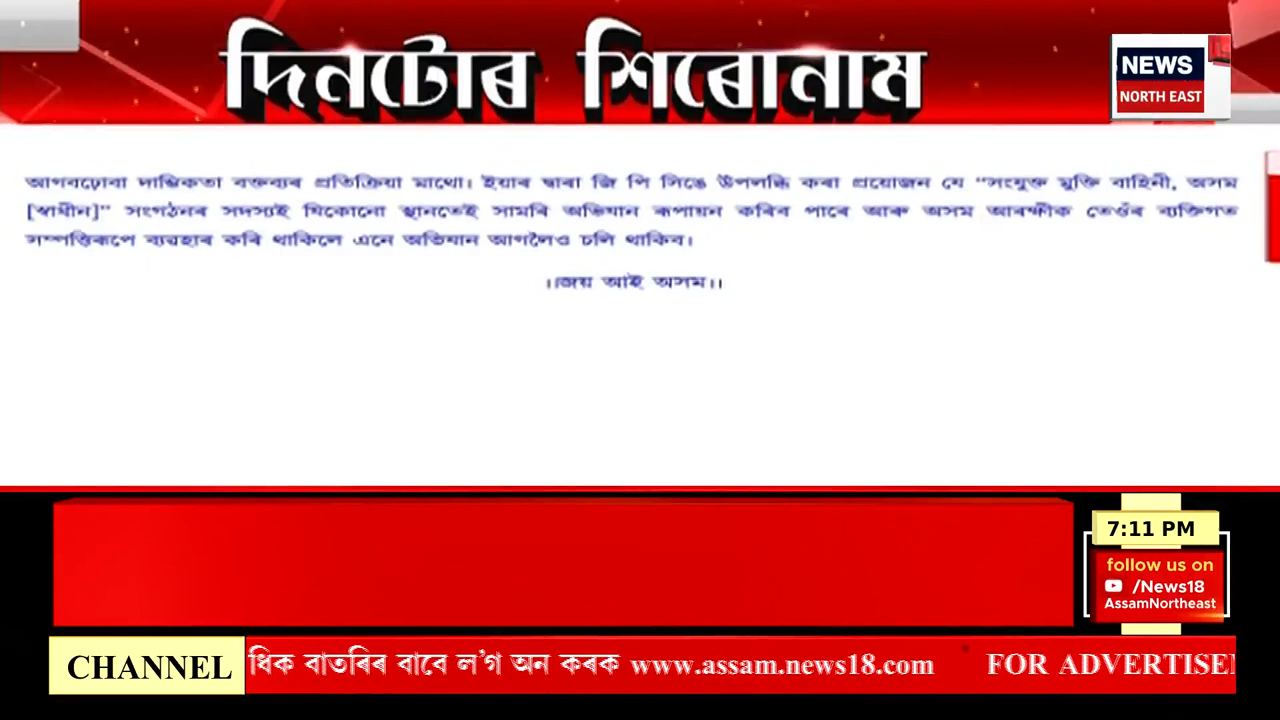 দিনটোৰ শিৰোনাম
NEWS
NORTH EAST
আগবঢ়োৱা দাম্ভিকতা বক্তব্যৰ প্ৰতিক্ৰিয়া মাথো। ইয়াৰ দ্বাৰা জি পি সিঙে উপলব্ধি কৰা প্ৰয়োজন যে “সংযুক্ত মুক্তি বাহিনী, অসম
[স্বাধীন]” সংগঠনৰ সদস্যই যিকোনো স্থানতেই সামৰি অভিযান ৰূপায়ন কৰিব পাৰে আৰু অসম আৰক্ষীক তেওঁৰ ব্যক্তিগত
সম্পত্তিৰূপে ব্যৱহাৰ কৰি থাকিলে এনে অভিযান আগলৈও চলি থাকিব।
।।জয় আই অসম।।
7:11 PM
follow us on
/News18
AssamNortheast
CHANNEL ধিক বাতৰিৰ বাবে ল'গ অন কৰক www.assam.news18.com FOR ADVERTISE